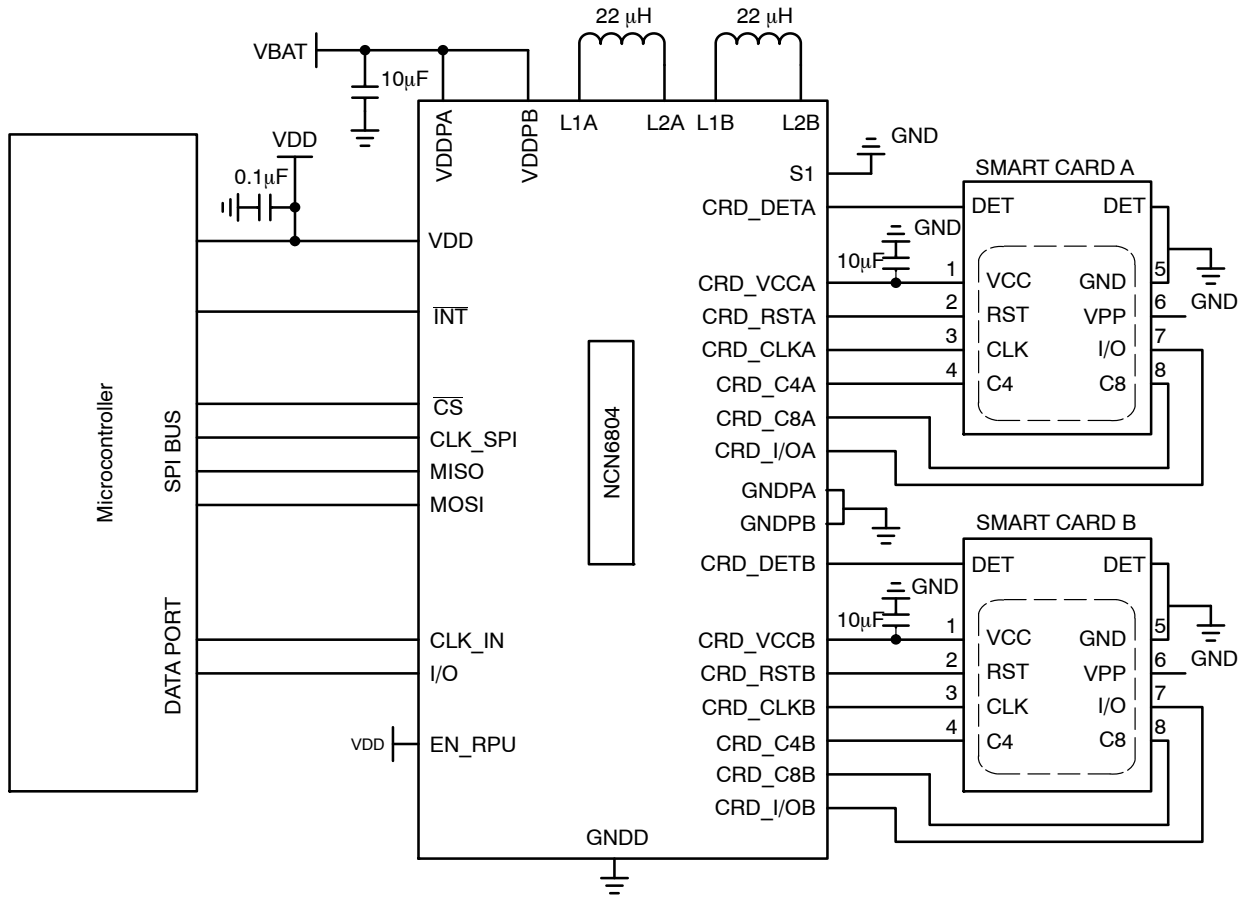 22 μH
22 μH
VBAT
10μF
VDDPA
VDDPB
L1A
L2A
L1B
L2B
VDD
0.1μF
GND
S1
SMART CARD A
CRD_DETA
DET
DET
GND
VDD
10μF
CRD_VCCA
1
VCC
GND
5
GND
INT
CRD_RSTA
2
RST
VPP
6
CRD_CLKA
3
CLK
I/O
7
CRD_C4A
4
C4
C8
8
Microcontroller
SPI BUS
CS
CLK_SPI
MISO
MOSI
NCN6804
CRD_C8A
CRD_I/OA
GNDPA
GNDPB
SMART CARD B
CRD_DETB
DET
DET
GND
10μF
DATA PORT
CLK_IN
I/O
CRD_VCCB
1
VCC
GND
5
GND
CRD_RSTB
2
RST
VPP
6
CRD_CLKB
3
CLK
I/O
7
VDD
EN_RPU
CRD_C4B
4
C4
C8
8
CRD_C8B
CRD_I/OB
GNDD